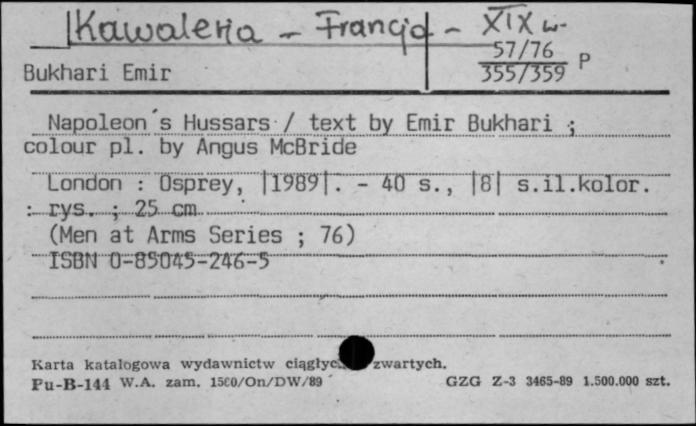 Kawaleria - Francja - XIX w.
57/76
355/359 P
Bukhari Emir
Napoleon´s Hussars / text by Emir Bukhari ;
colour pl. by Angus McBride
London : Osprey, |1989|. - 40 s., |8| s.il.kolor.
: rys. ; 25 cm
(Men at Arms Series ; 76)
ISBN 0-85045-246-5
Karta katalogowa wydawnictw zwartych.
Pu-B-144 W.A. zam. 1500/On/DW/89 GZG Z-3 3465-89 1.500.000 szt.